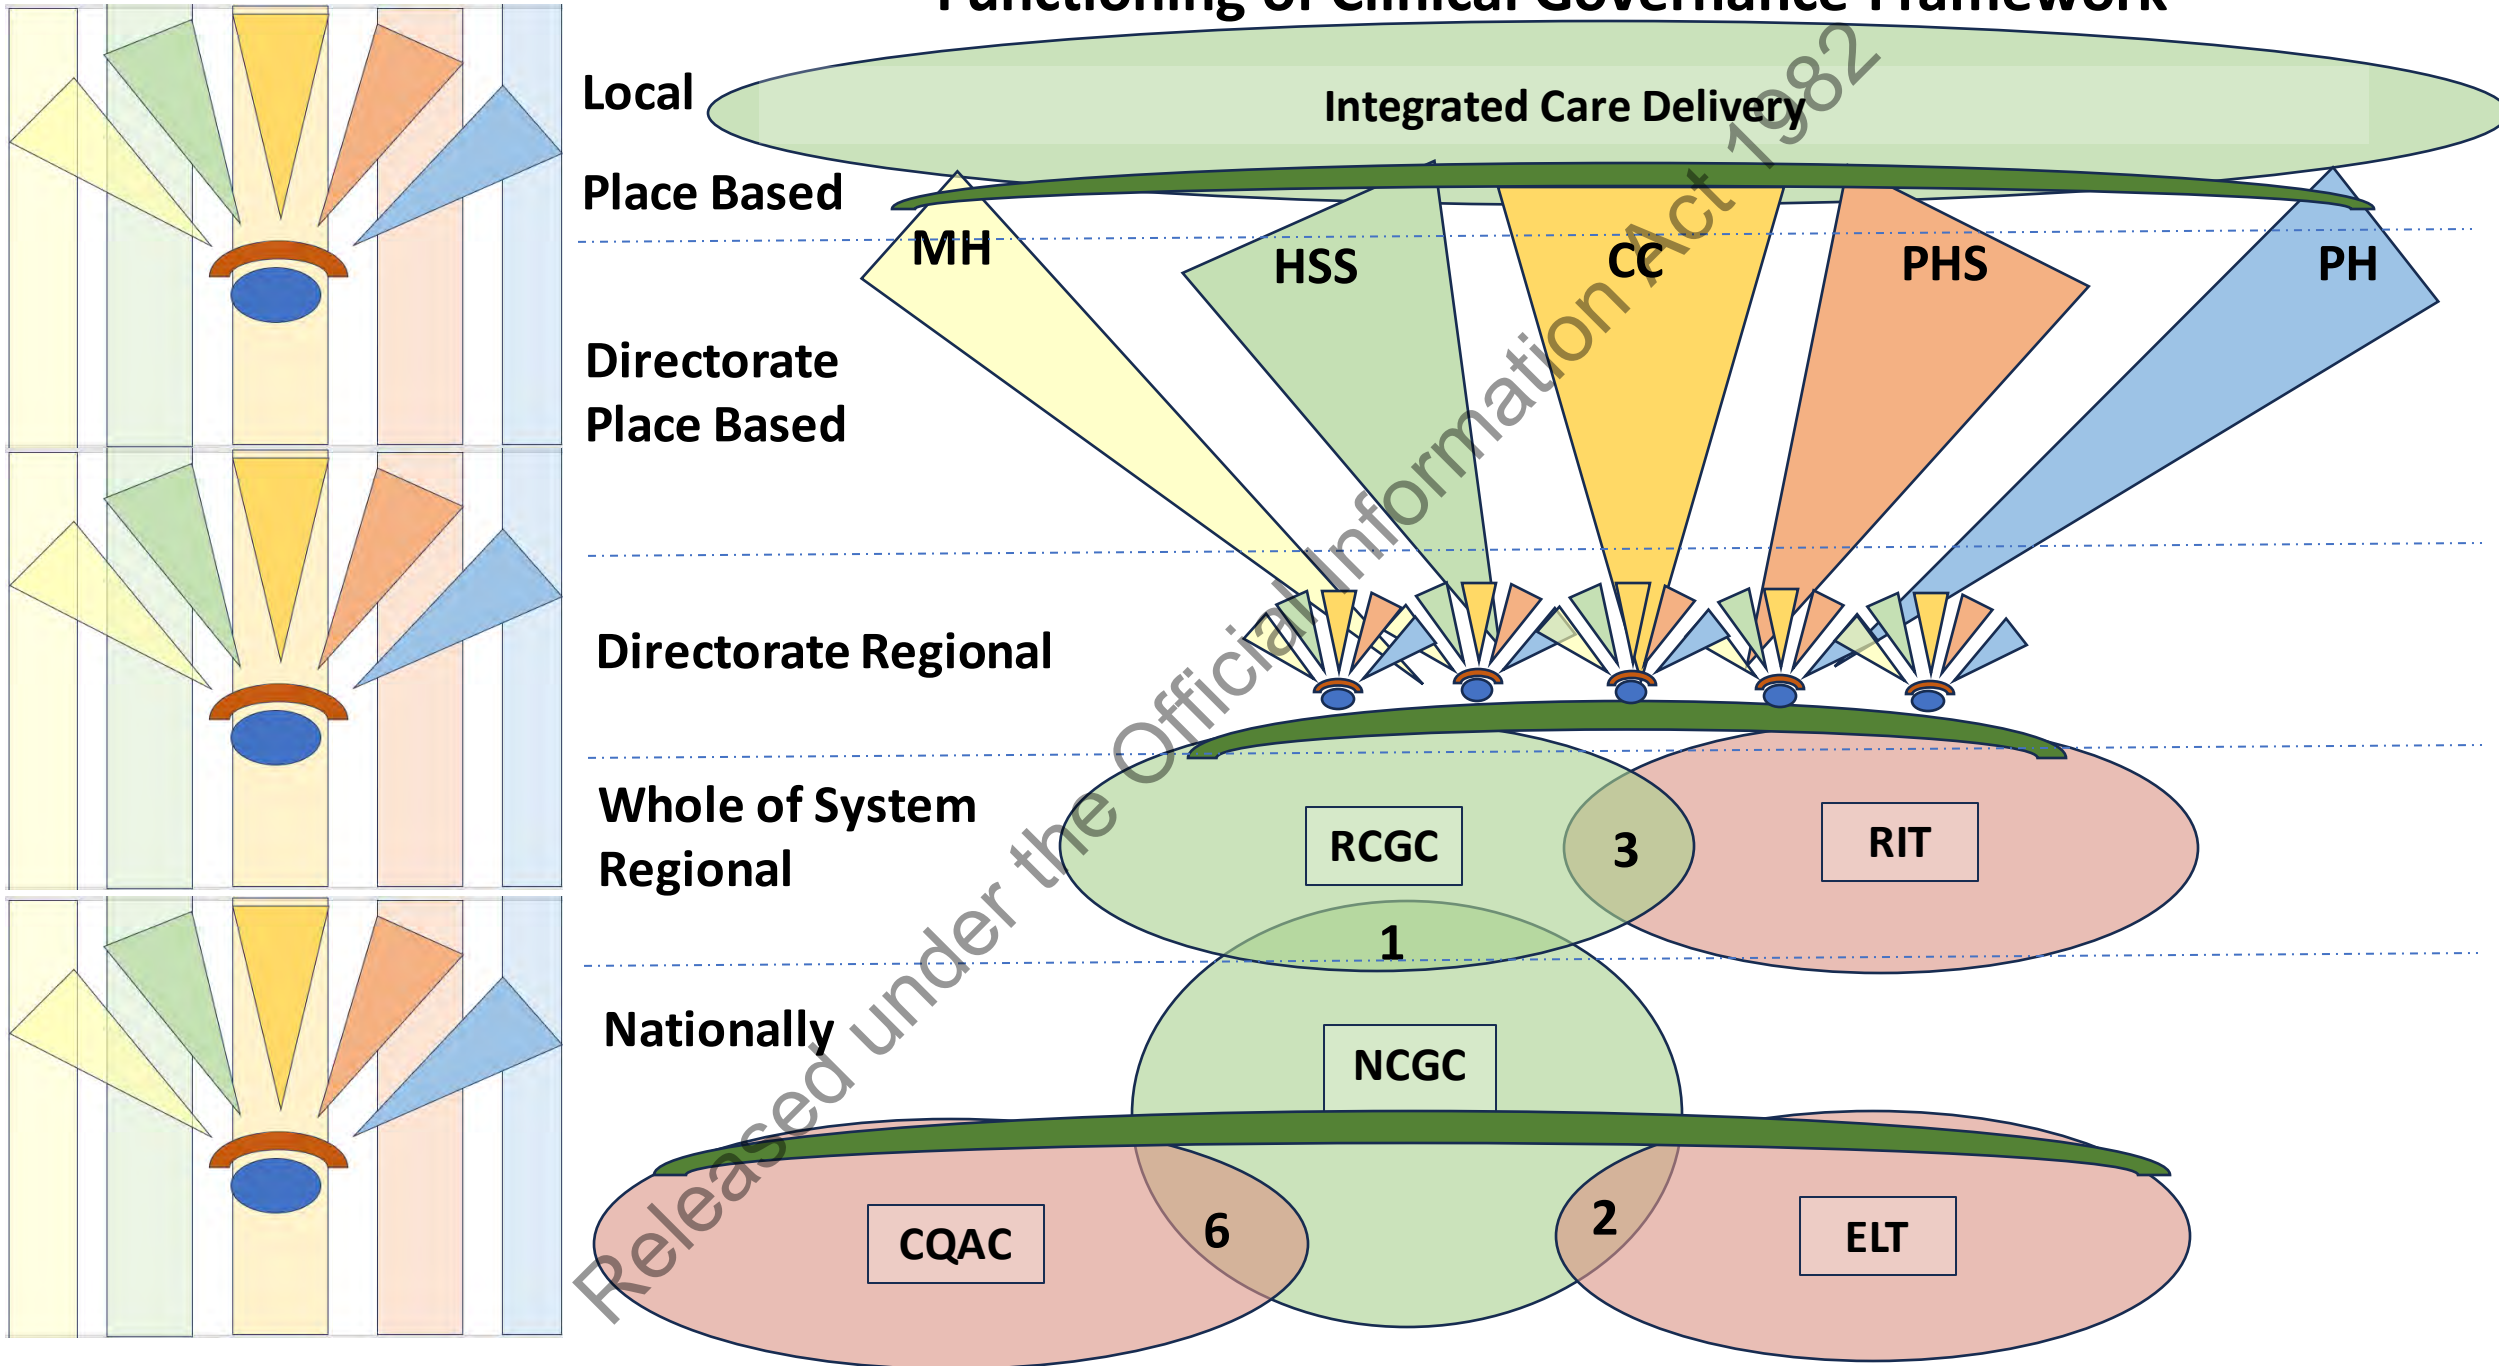 Functioning of Clinical Governance Framework
Local
Integrated Care Delivery
Place Based
MH
HSS
CC
PHS
PH
Directorate
Place Based
Directorate Regional
Whole of System
Regional
RCGC
3
RIT
1
Nationally
NCGC
CQAC
6
2
ELT
Released under the Official Information Act 1982